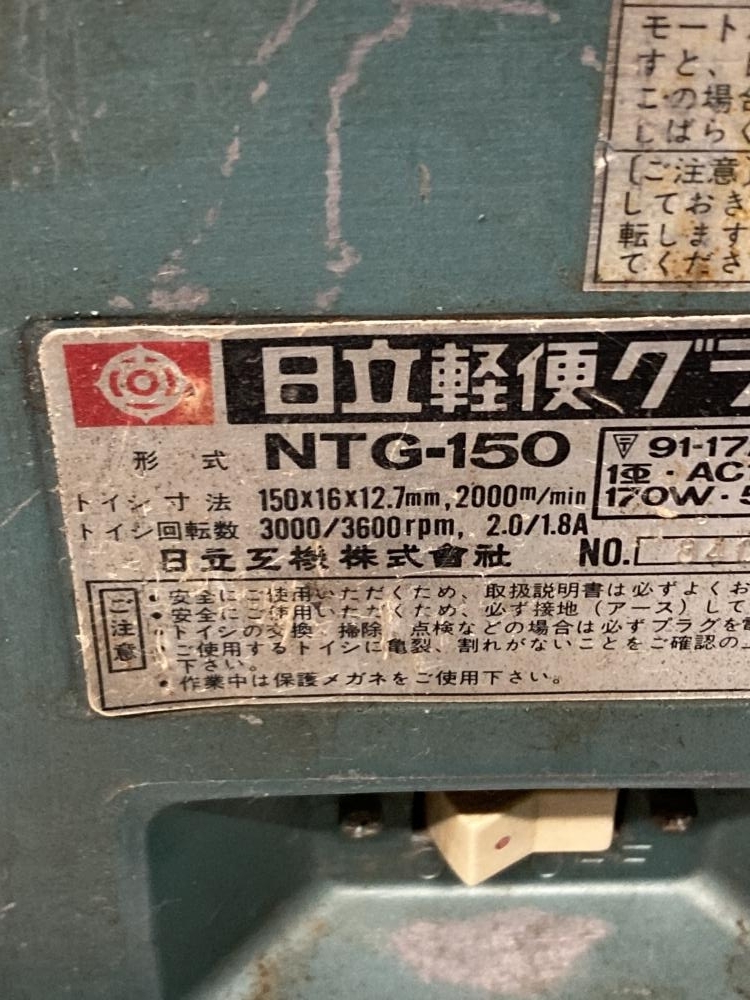 モート
すと、
この場合
しばらく
〔ご注意〕
しておき
転します
てくださ
日立軽便グラ
形式 NTG-150
91-17
1Φ・AC
170W・5
トイシ寸法 150x16x12.7mm, 2000m/min
トイシ回転数 3000/3600rpm, 2.0/1.8A
日立工機株式會社 NO.
ご注意
・安全にご使用いただくため、取扱説明書は必ずよくお
・安全にご使用いただくため、必ず接地（アース）して
・トイシの交換、掃除、点検などの場合は必ずプラグを電
・ご使用するトイシに亀裂、割れがないことをご確認の上
下さい。
・作業中は保護メガネをご使用下さい。
OFF